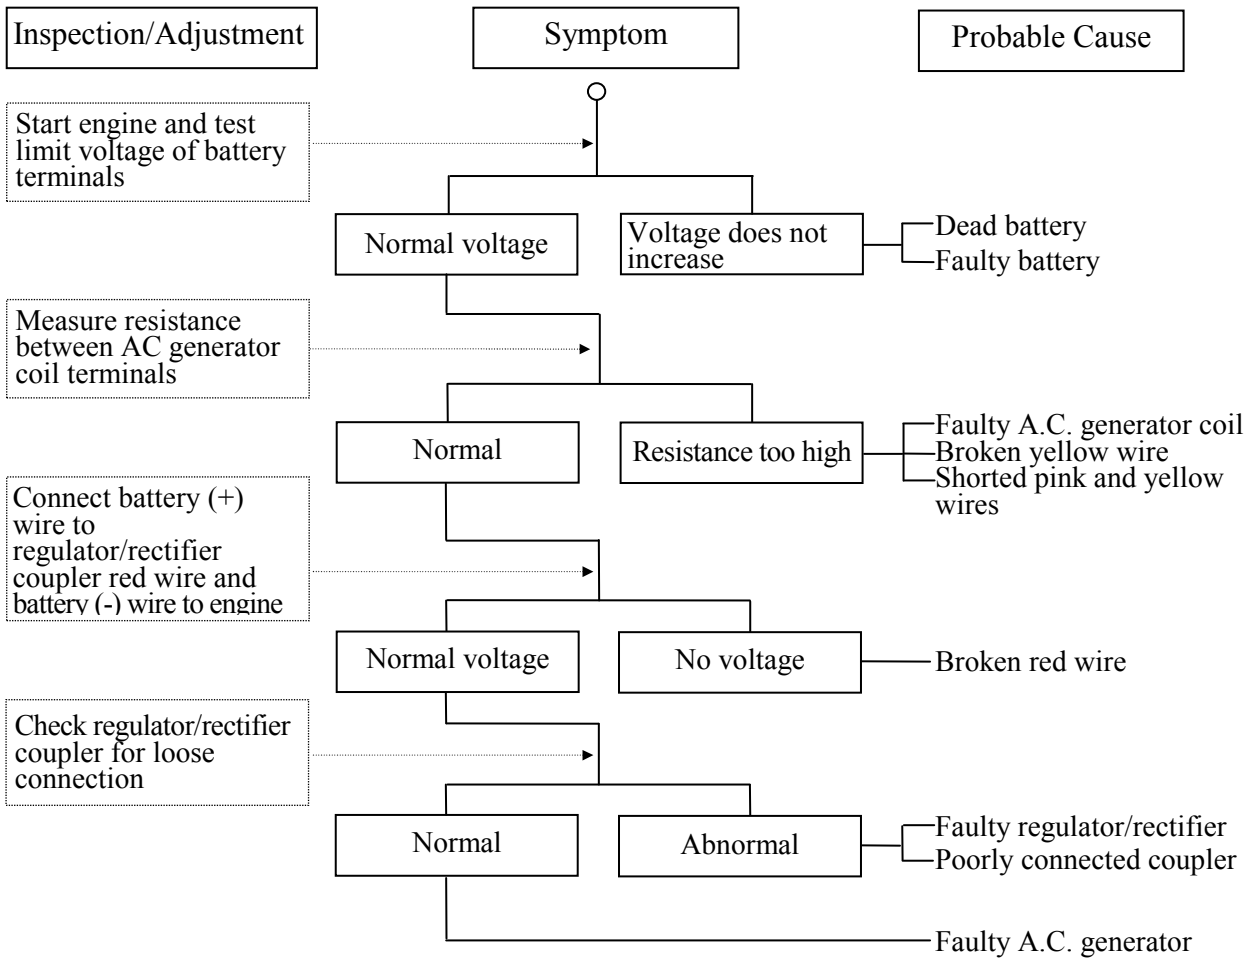 Inspection/Adjustment
Symptom
Probable Cause
Start engine and test
limit voltage of battery
terminals
Normal voltage
Voltage does not
increase
Dead battery
Faulty battery
Measure resistance
between AC generator
coil terminals
Normal
Resistance too high
Faulty A.C. generator coil
Broken yellow wire
Shorted pink and yellow
wires
Connect battery (+)
wire to
regulator/rectifier
coupler red wire and
battery (-) wire to engine
Normal voltage
No voltage
Broken red wire
Check regulator/rectifier
coupler for loose
connection
Normal
Abnormal
Faulty regulator/rectifier
Poorly connected coupler
Faulty A.C. generator